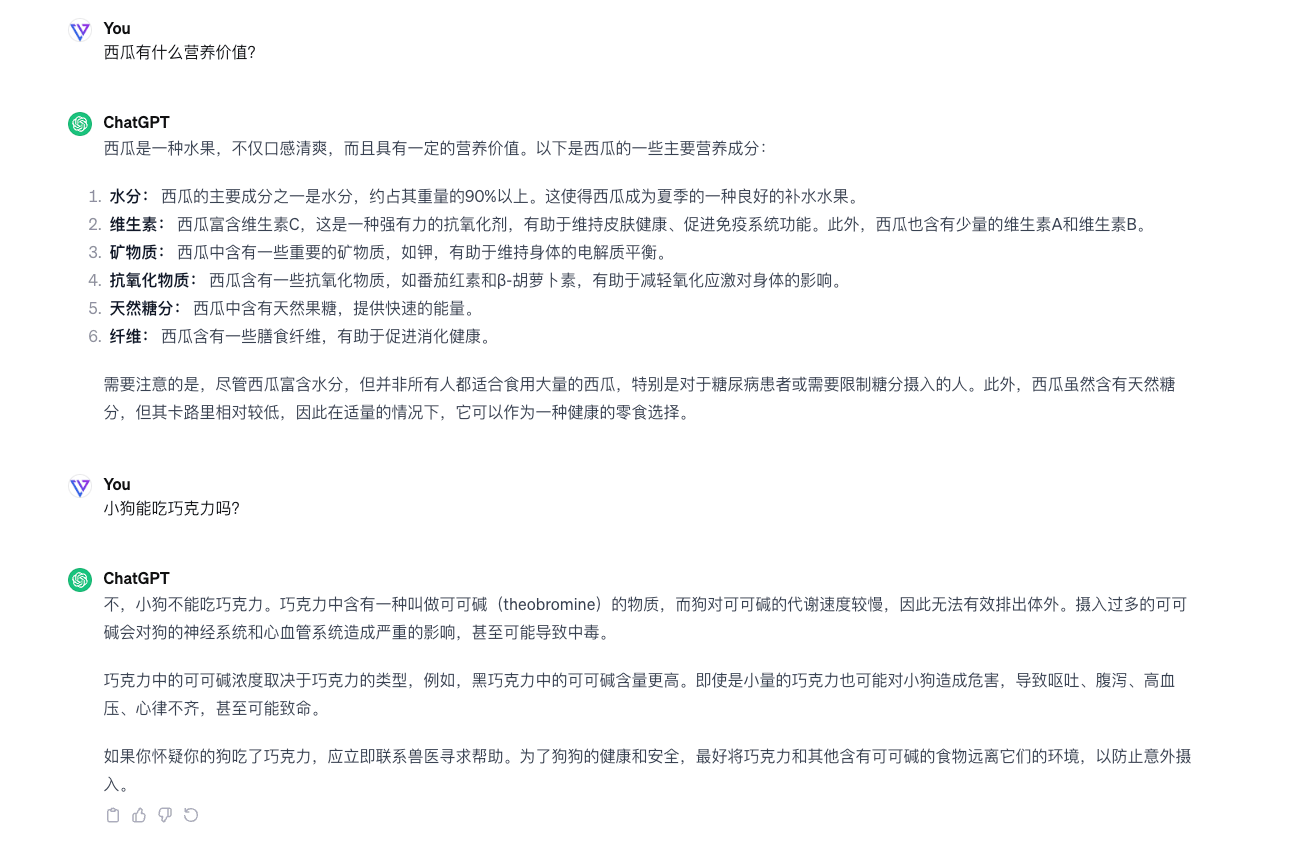 You
西瓜有什么营养价值?
ChatGPT
西瓜是一种水果，不仅口感清爽，而且具有一定的营养价值。以下是西瓜的一些主要营养成分：
1. 水分： 西瓜的主要成分之一是水分，约占其重量的90%以上。这使得西瓜成为夏季的一种良好的补水水果。
2. 维生素： 西瓜富含维生素C，这是一种强有力的抗氧化剂，有助于维持皮肤健康、促进免疫系统功能。此外，西瓜也含有少量的维生素A和维生素B。
3. 矿物质： 西瓜中含有一些重要的矿物质，如钾，有助于维持身体的电解质平衡。
4. 抗氧化物质： 西瓜含有一些抗氧化物质，如番茄红素和β-胡萝卜素，有助于减轻氧化应激对身体的影响。
5. 天然糖分： 西瓜中含有天然果糖，提供快速的能量。
6. 纤维： 西瓜含有一些膳食纤维，有助于促进消化健康。
需要注意的是，尽管西瓜富含水分，但并非所有人都适合食用大量的西瓜，特别是对于糖尿病患者或需要限制糖分摄入的人。此外，西瓜虽然含有天然糖
分，但其卡路里相对较低，因此在适量的情况下，它可以作为一种健康的零食选择。
You
小狗能吃巧克力吗?
ChatGPT
不，小狗不能吃巧克力。巧克力中含有一种叫做可可碱（theobromine）的物质，而狗对可可碱的代谢速度较慢，因此无法有效排出体外。摄入过多的可可
碱会对狗的神经系统和心血管系统造成严重的影响，甚至可能导致中毒。
巧克力中的可可碱浓度取决于巧克力的类型，例如，黑巧克力中的可可碱含量更高。即使是小量的巧克力也可能对小狗造成危害，导致呕吐、腹泻、高血
压、心律不齐，甚至可能致命。
如果你怀疑你的狗吃了巧克力，应立即联系兽医寻求帮助。为了狗狗的健康和安全，最好将巧克力和其他含有可可碱的食物远离它们的环境，以防止意外摄
入。